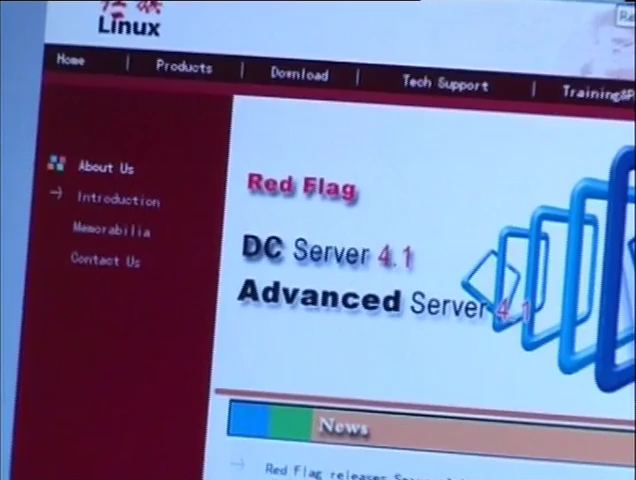 Linux
Home | Products | Download | Tech Support | Training&P
About Us
Introduction
Memorabilia
Contact Us
Red Flag
DC Server 4.1
Advanced Server 4.1
News
Red Flag releases